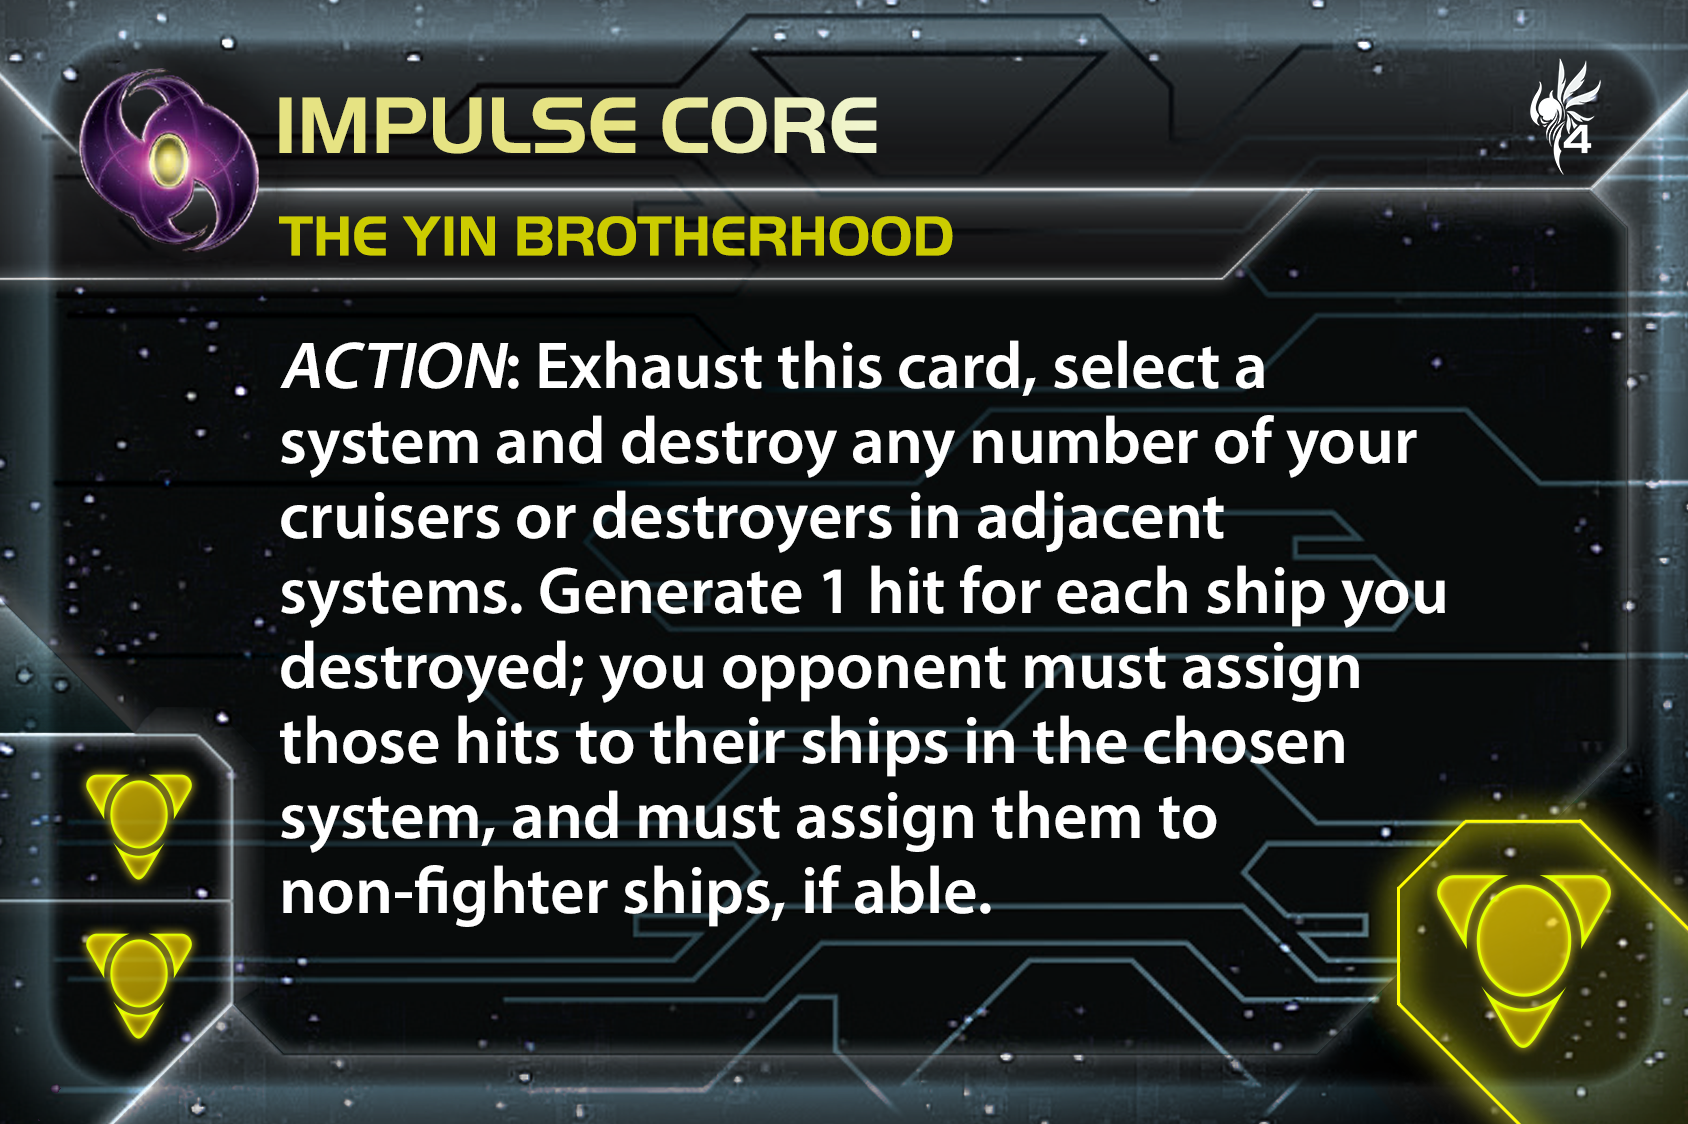 IMPULSE CORE
4
THE YIN BROTHERHOOD
ACTION: Exhaust this card, select a
system and destroy any number of your
cruisers or destroyers in adjacent
systems. Generate 1 hit for each ship you
destroyed; you opponent must assign
those hits to their ships in the chosen
system, and must assign them to
non-fighter ships, if able.